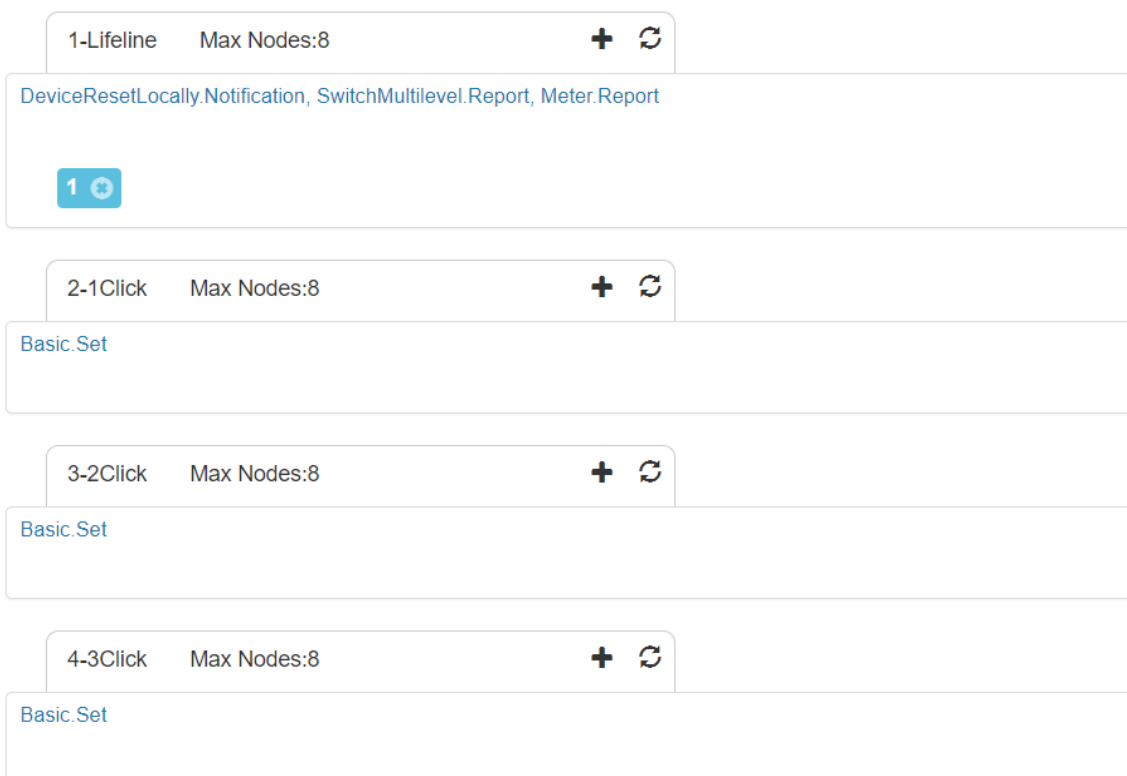 1-Lifeline Max Nodes:8
DeviceResetLocally.Notification, SwitchMultilevel.Report, Meter.Report
1
2-1Click Max Nodes:8
Basic.Set
3-2Click Max Nodes:8
Basic.Set
4-3Click Max Nodes:8
Basic.Set